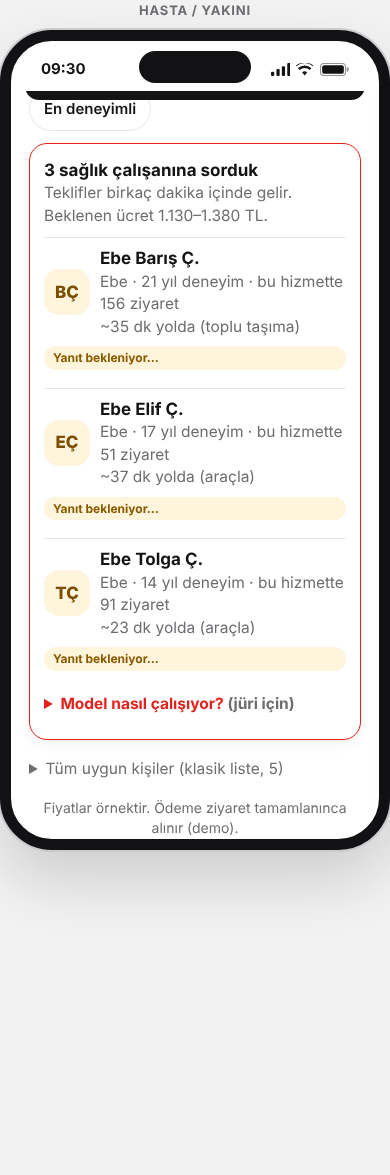 HASTA / YAKINI
09:30
En deneyimli
3 sağlık çalışanına sorduk
Teklifler birkaç dakika içinde gelir.
Beklenen ücret 1.130–1.380 TL.
BÇ
Ebe Barış Ç.
Ebe · 21 yıl deneyim · bu hizmette
156 ziyaret
~35 dk yolda (toplu taşıma)
Yanıt bekleniyor...
EÇ
Ebe Elif Ç.
Ebe · 17 yıl deneyim · bu hizmette
51 ziyaret
~37 dk yolda (araçla)
Yanıt bekleniyor...
TÇ
Ebe Tolga Ç.
Ebe · 14 yıl deneyim · bu hizmette
91 ziyaret
~23 dk yolda (araçla)
Yanıt bekleniyor...
Model nasıl çalışıyor? (jüri için)
Tüm uygun kişiler (klasik liste, 5)
Fiyatlar örnektir. Ödeme ziyaret tamamlanınca
alınır (demo).